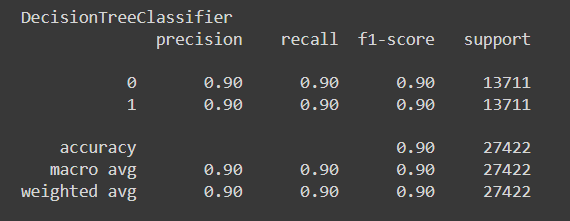 DecisionTreeClassifier
precision recall f1-score support
0 0.90 0.90 0.90 13711
1 0.90 0.90 0.90 13711
accuracy 0.90 27422
macro avg 0.90 0.90 0.90 27422
weighted avg 0.90 0.90 0.90 27422